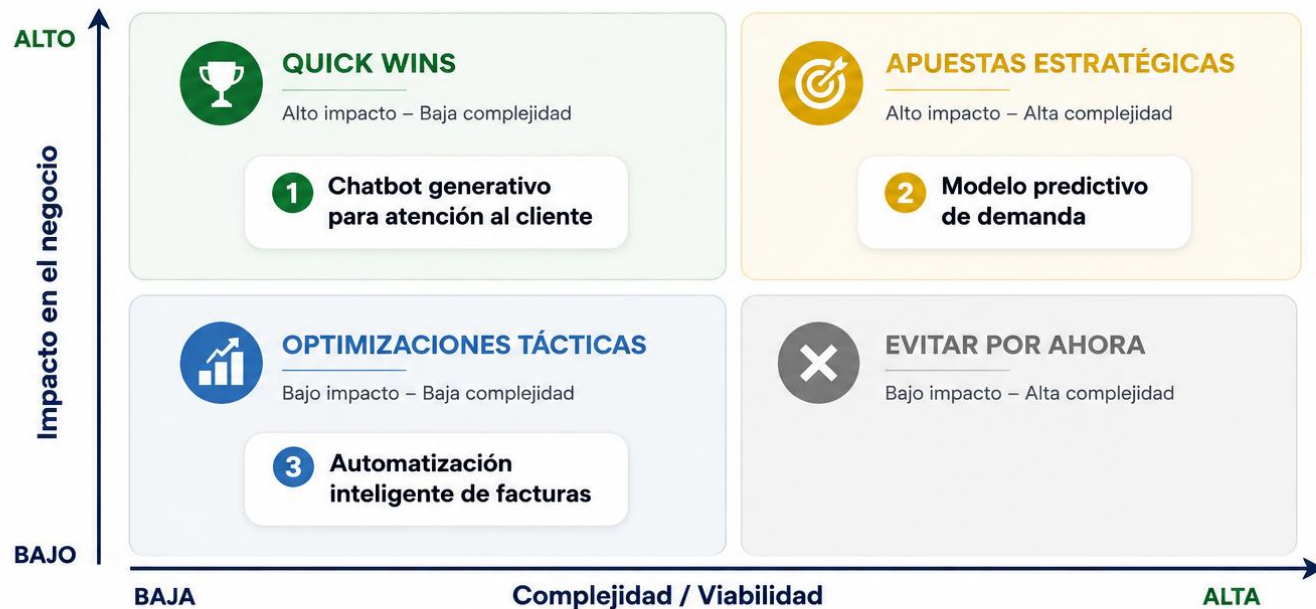 ALTO
Impacto en el negocio
QUICK WINS
Alto impacto – Baja complejidad
1
Chatbot generativo
para atención al cliente
APUESTAS ESTRATÉGICAS
Alto impacto – Alta complejidad
2
Modelo predictivo
de demanda
OPTIMIZACIONES TÁCTICAS
Bajo impacto – Baja complejidad
3
Automatización
inteligente de facturas
EVITAR POR AHORA
Bajo impacto – Alta complejidad
BAJO
BAJA
Complejidad / Viabilidad
ALTA